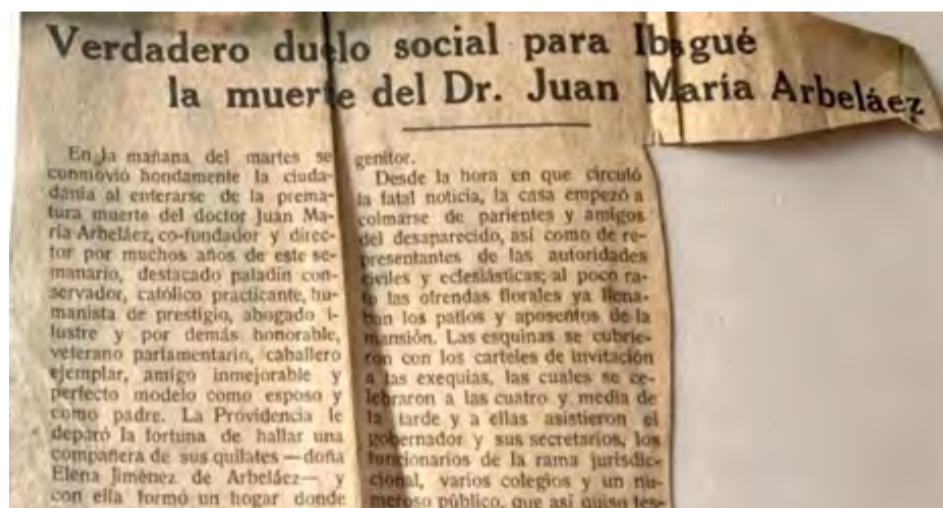 Verdadero duelo social para Ibagué
la muerte del Dr. Juan María Arbeláez
En la mañana del martes se
conmovió hondamente la ciuda-
danía al enterarse de la prema-
tura muerte del doctor Juan Ma-
ría Arbeláez, co-fundador y direc-
tor por muchos años de este se-
manario, destacado paladín con-
servador, católico practicante, hu-
manista de prestigio, abogado i-
lustre y por demás honorable,
veterano parlamentario, caballero
ejemplar, amigo inmejorable y
perfecto modelo como esposo y
como padre. La Providencia le
deparó la fortuna de hallar una
compañera de sus quilates —doña
Elena Jiménez de Arbeláez— y
con ella formó un hogar donde
genitor.
Desde la hora en que circuló
la fatal noticia, la casa empezó a
colmarse de parientes y amigos
del desaparecido, así como de re-
presentantes de las autoridades
civiles y eclesiásticas; al poco ra-
to las ofrendas florales ya llena-
ban los patios y aposentos de la
mansión. Las esquinas se cubrie-
ron con los carteles de invitación
a las exequias, las cuales se ce-
lebraron a las cuatro y media de
la tarde y a ellas asistieron el
gobernador y sus secretarios, los
funcionarios de la rama jurisdic-
cional, varios colegios y un nu-
meroso público, que así quiso tes-